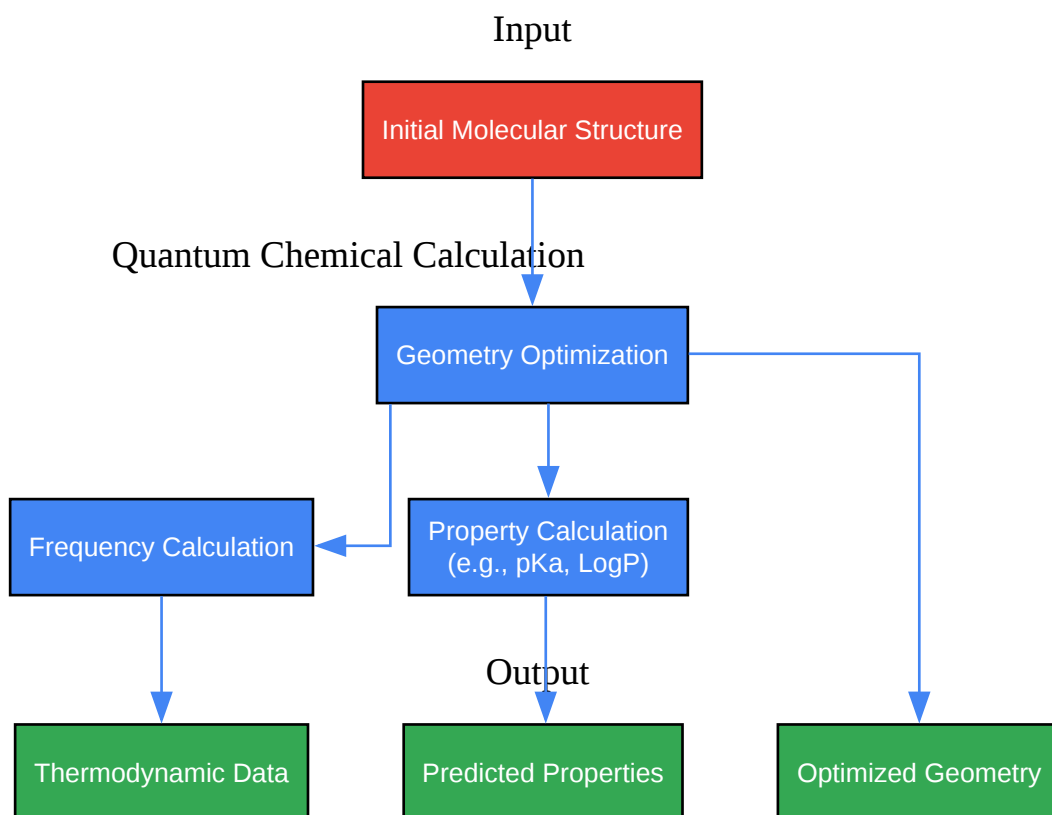 Input
Initial Molecular Structure
Quantum Chemical Calculation
Geometry Optimization
Frequency Calculation
Property Calculation
(e.g., pKa, LogP)
Output
Thermodynamic Data
Predicted Properties
Optimized Geometry